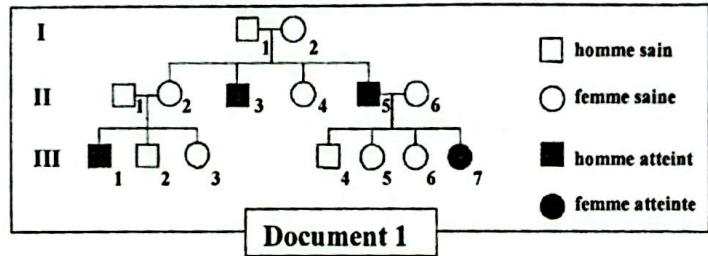 I
1 2
homme sain
II
1 2 3 4 5 6
femme saine
III
1 2 3 4 5 6 7
homme atteint
femme atteinte
Document 1